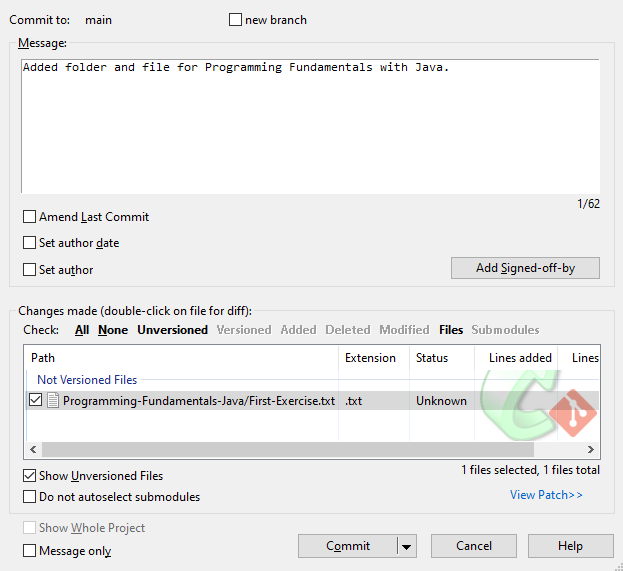 Commit to: main new branch
Message:
Added folder and file for Programming Fundamentals with Java.
1/62
Amend Last Commit
Set author date
Set author
Add Signed-off-by
Changes made (double-click on file for diff):
Check: All None Unversioned Versioned Added Deleted Modified Files Submodules
Path Extension Status Lines added Lines
Not Versioned Files
Programming-Fundamentals-Java/First-Exercise.txt .txt Unknown
Show Unversioned Files
1 files selected, 1 files total
Do not autoselect submodules
View Patch>>
Show Whole Project
Message only
Commit Cancel Help